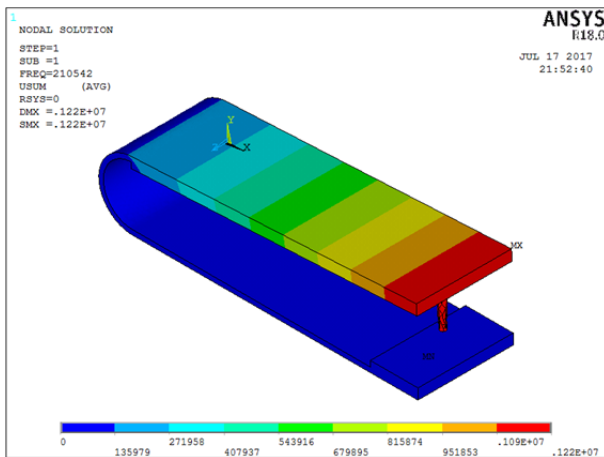 1
NODAL SOLUTION
STEP=1
SUB =1
FREQ=210542
USUM (AVG)
RSYS=0
DMX =.122E+07
SMX =.122E+07
ANSYS
R18.0
JUL 17 2017
21:52:40
Y
Z X
MX
MN
0 135979 271958 407937 543916 679895 815874 951853 .109E+07 .122E+07